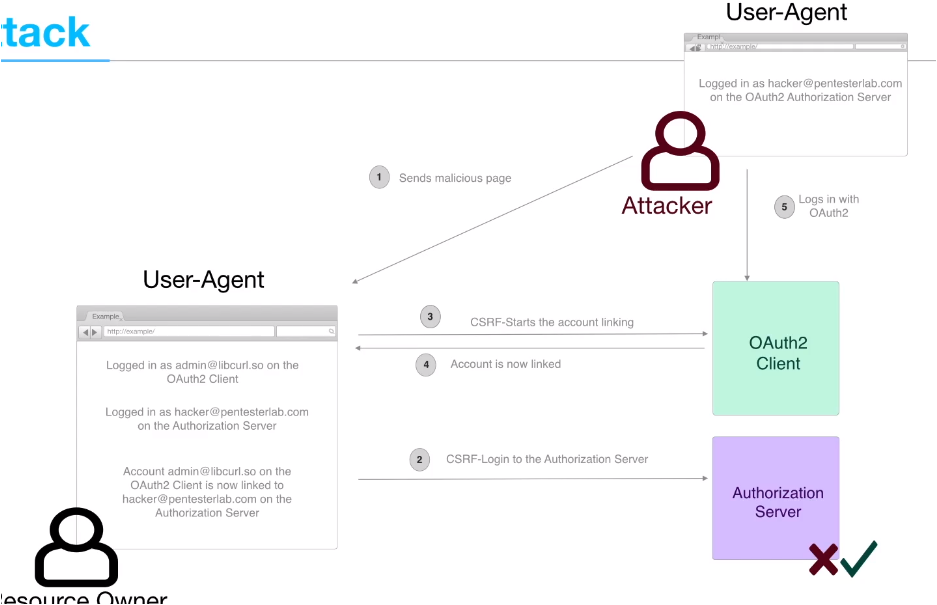 ttack
User-Agent
Exampl
http://example/
Logged in as hacker@pentesterlab.com
on the OAuth2 Authorization Server
1
Sends malicious page
Attacker
5
Logs in with
OAuth2
User-Agent
Example
http://example/
3
CSRF-Starts the account linking
4
Account is now linked
OAuth2
Client
Logged in as admin@libcurl.so on the
OAuth2 Client
Logged in as hacker@pentesterlab.com
on the Authorization Server
2
CSRF-Login to the Authorization Server
Account admin@libcurl.so on the
OAuth2 Client is now linked to
hacker@pentesterlab.com on the
Authorization Server
Authorization
Server
esource Owner